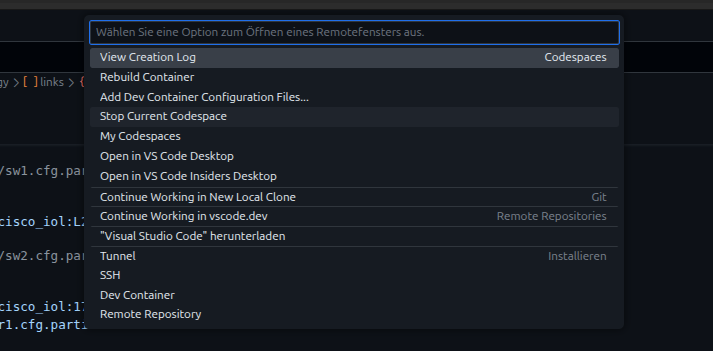 Wählen Sie eine Option zum Öffnen eines Remotefensters aus.
View Creation Log Codespaces
gy > [ ] links > {
Rebuild Container
Add Dev Container Configuration Files...
Stop Current Codespace
My Codespaces
Open in VS Code Desktop
/sw1.cfg.par
Open in VS Code Insiders Desktop
Continue Working in New Local Clone Git
cisco_iol:L2
Continue Working in vscode.dev Remote Repositories
"Visual Studio Code" herunterladen
/sw2.cfg.par
Tunnel Installieren
SSH
Dev Container
cisco_iol:17
Remote Repository
r1.cfg.parti